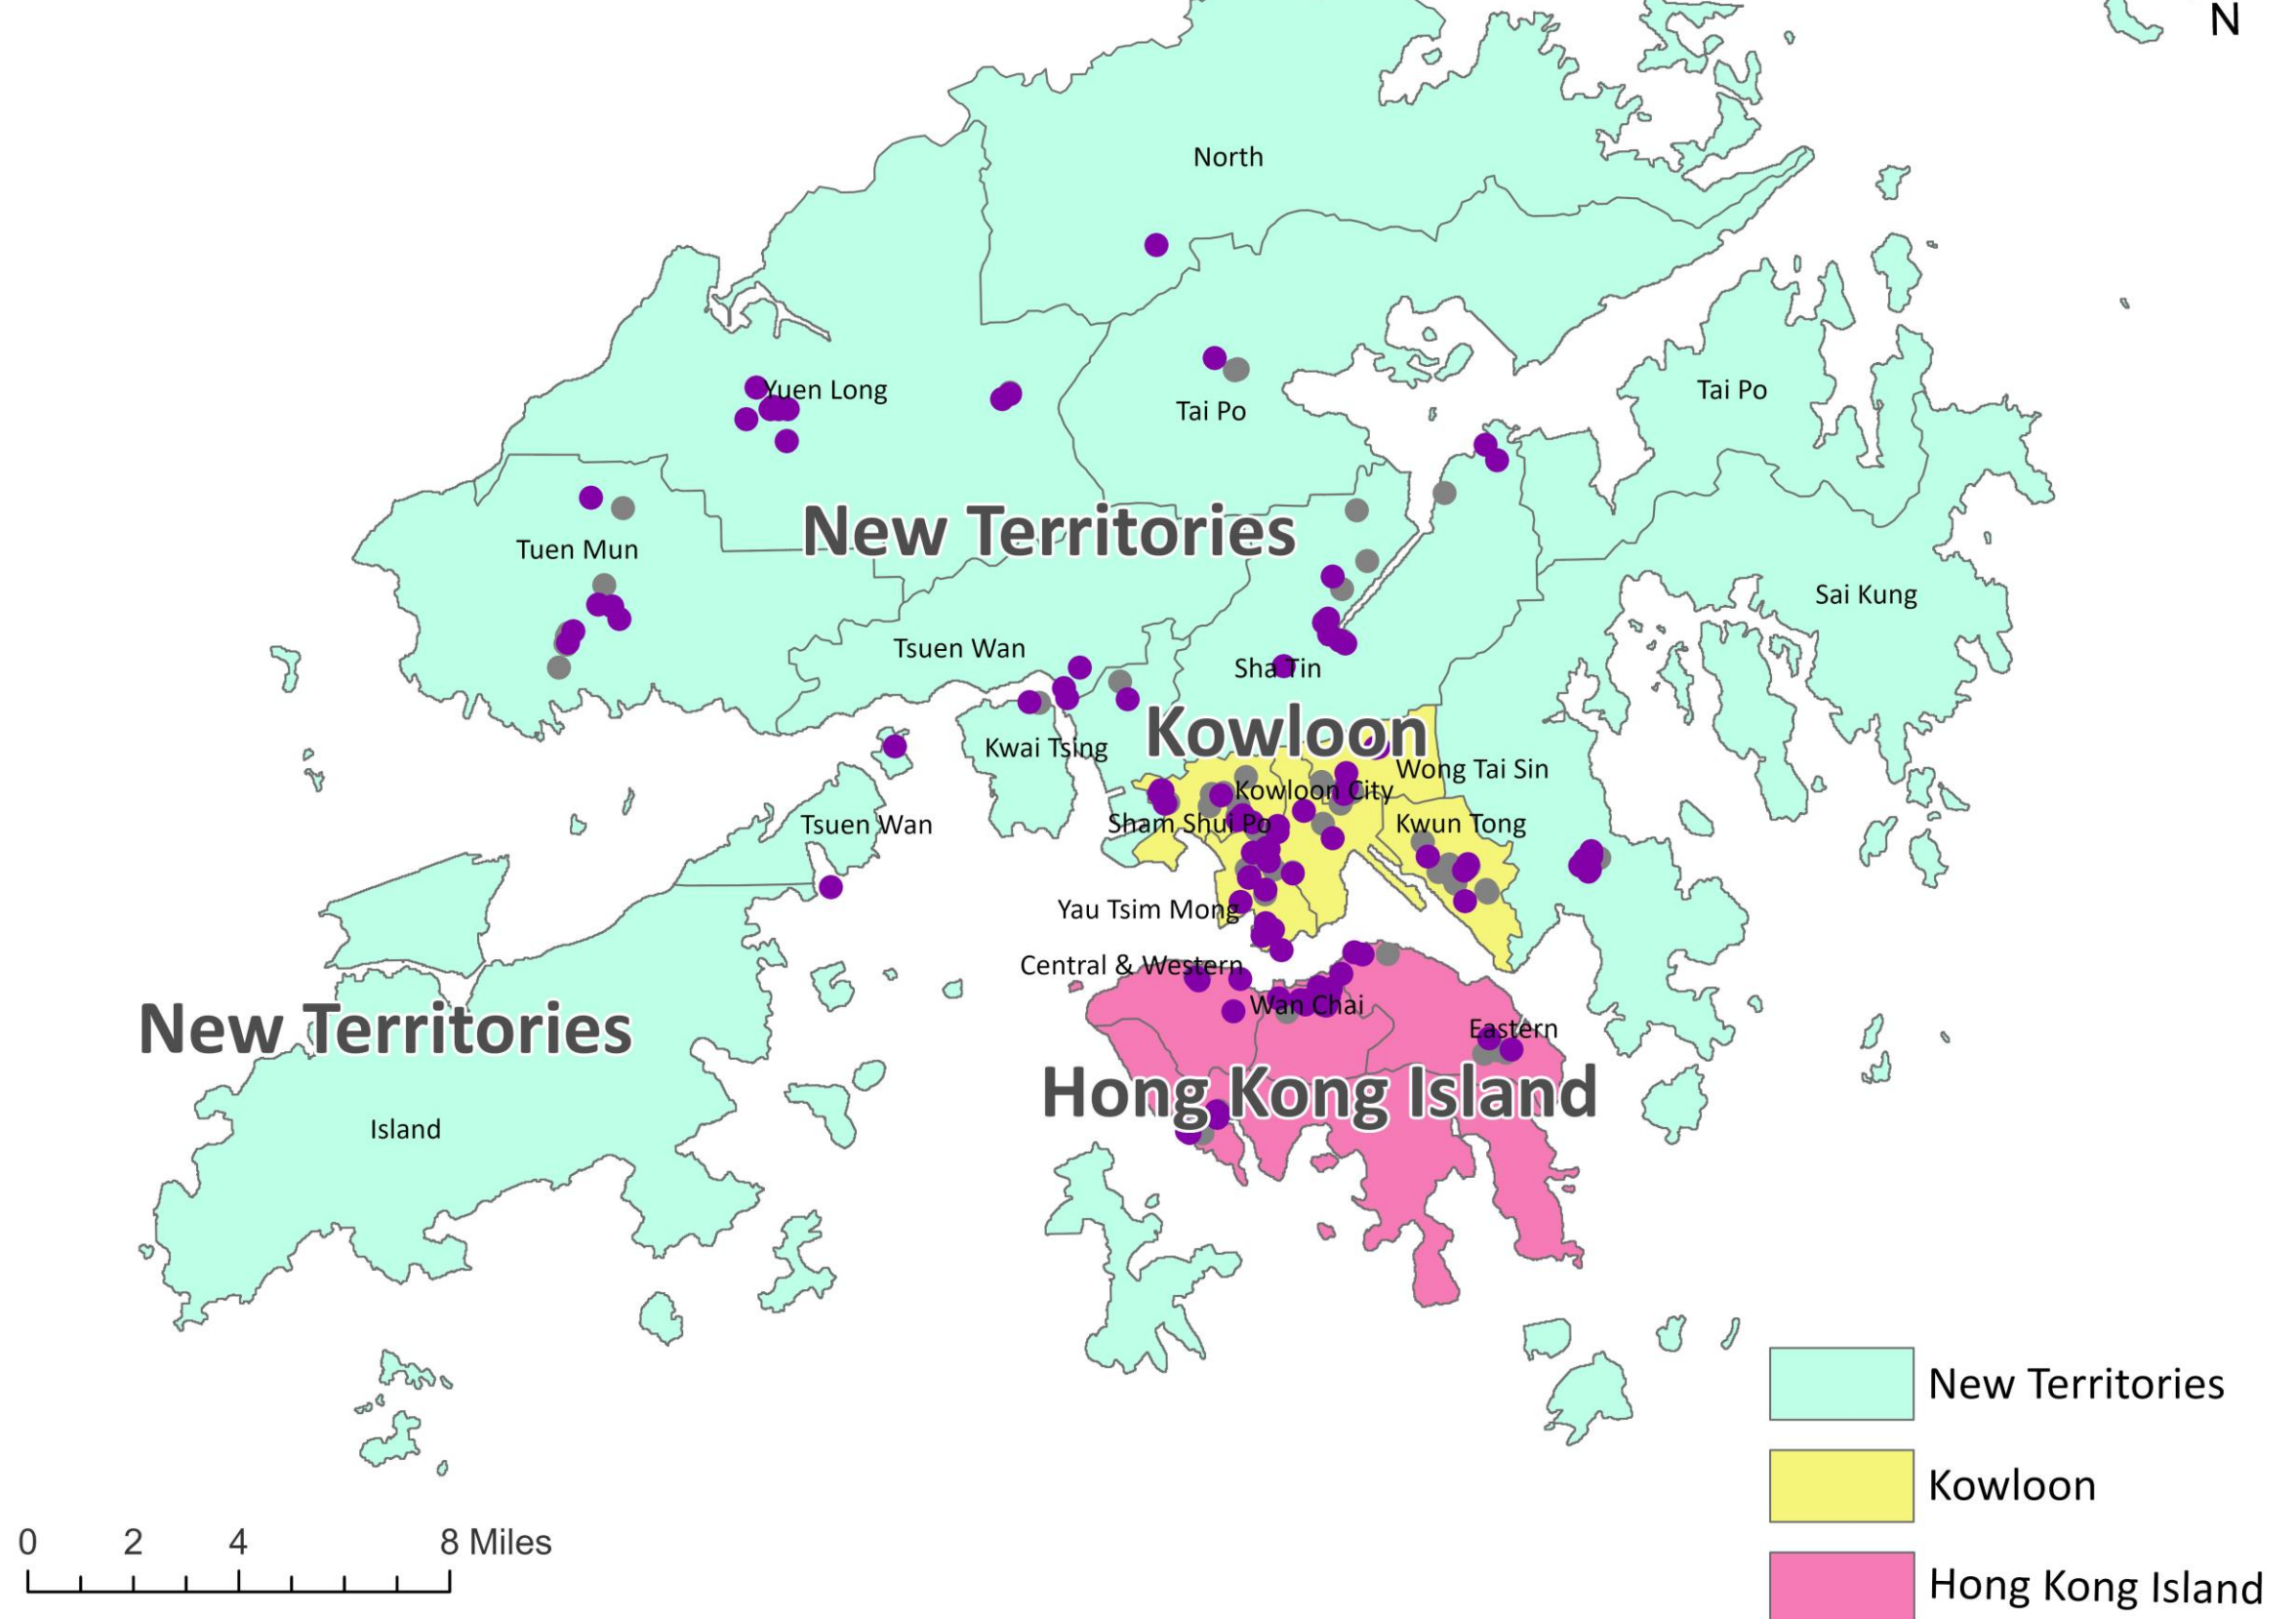 N
North
Yuen Long
Tai Po
Tai Po
New Territories
Tuen Mun
Sai Kung
Tsuen Wan
Sha Tin
Kowloon
Kwai Tsing
Wong Tai Sin
Kowloon City
Tsuen Wan
Sham Shui Po
Kwun Tong
Yau Tsim Mong
Central & Western
Wan Chai
New Territories
Eastern
Hong Kong Island
Island
New Territories
Kowloon
0 2 4 8 Miles
Hong Kong Island